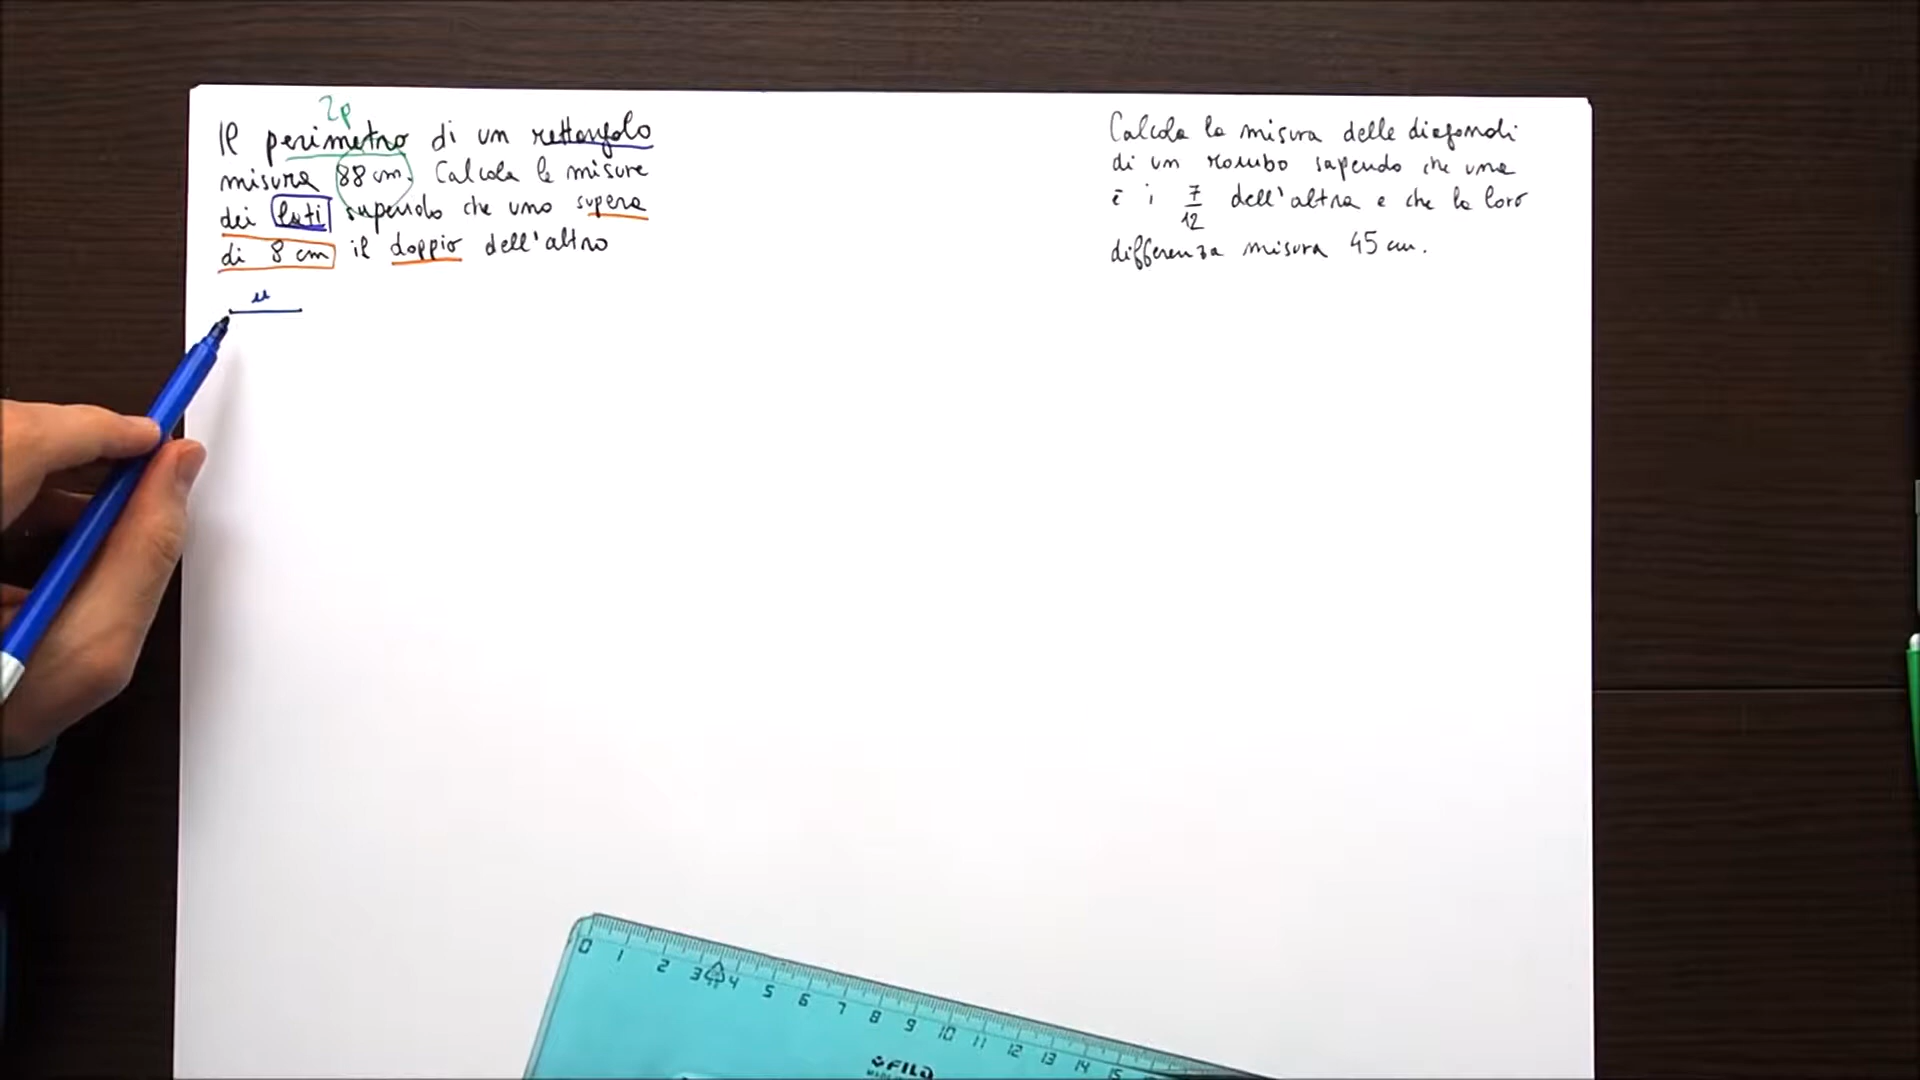 2p
Il perimetro di un rettangolo
misura 88 cm. Calcola le misure
dei lati sapendo che uno supera
di 8 cm il doppio dell'altro
u
Calcola la misura delle diagonali
di un rombo sapendo che una
è i 7/12 dell'altra e che la loro
differenza misura 45 cm.
0 1 2 3 4 5 6 7 8 9 10 11 12 13 14 15
FILA